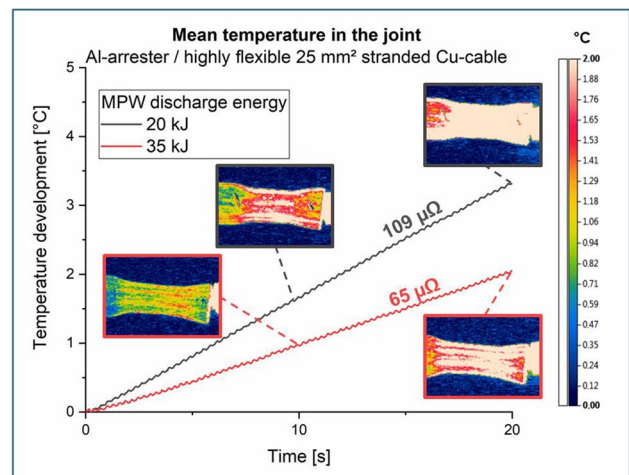 Mean temperature in the joint
Al-arrester / highly flexible 25 mm² stranded Cu-cable
°C
5
4
3
2
1
0
Temperature development [°C]
MPW discharge energy
20 kJ
35 kJ
109 µΩ
65 µΩ
0
10
20
Time [s]
2.00
1.88
1.76
1.65
1.53
1.41
1.29
1.18
1.06
0.94
0.82
0.71
0.59
0.47
0.35
0.24
0.12
0.00